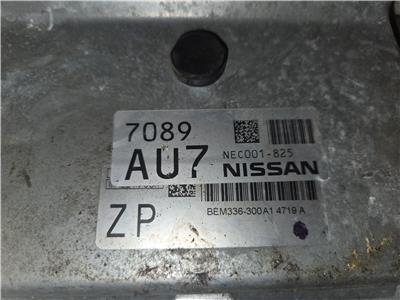 7089
NEC001-825
AU7 NISSAN
ZP
BEM336-300A1 4719 A